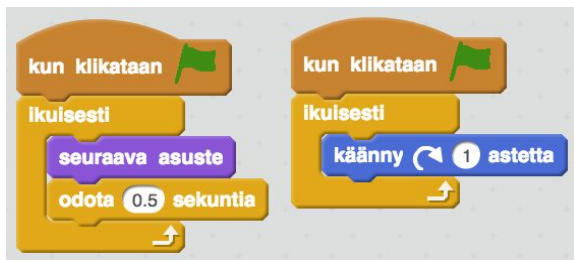 kun klikataan
ikuisesti
seuraava asuste
odota 0.5 sekuntia
kun klikataan
ikuisesti
käänny 1 astetta